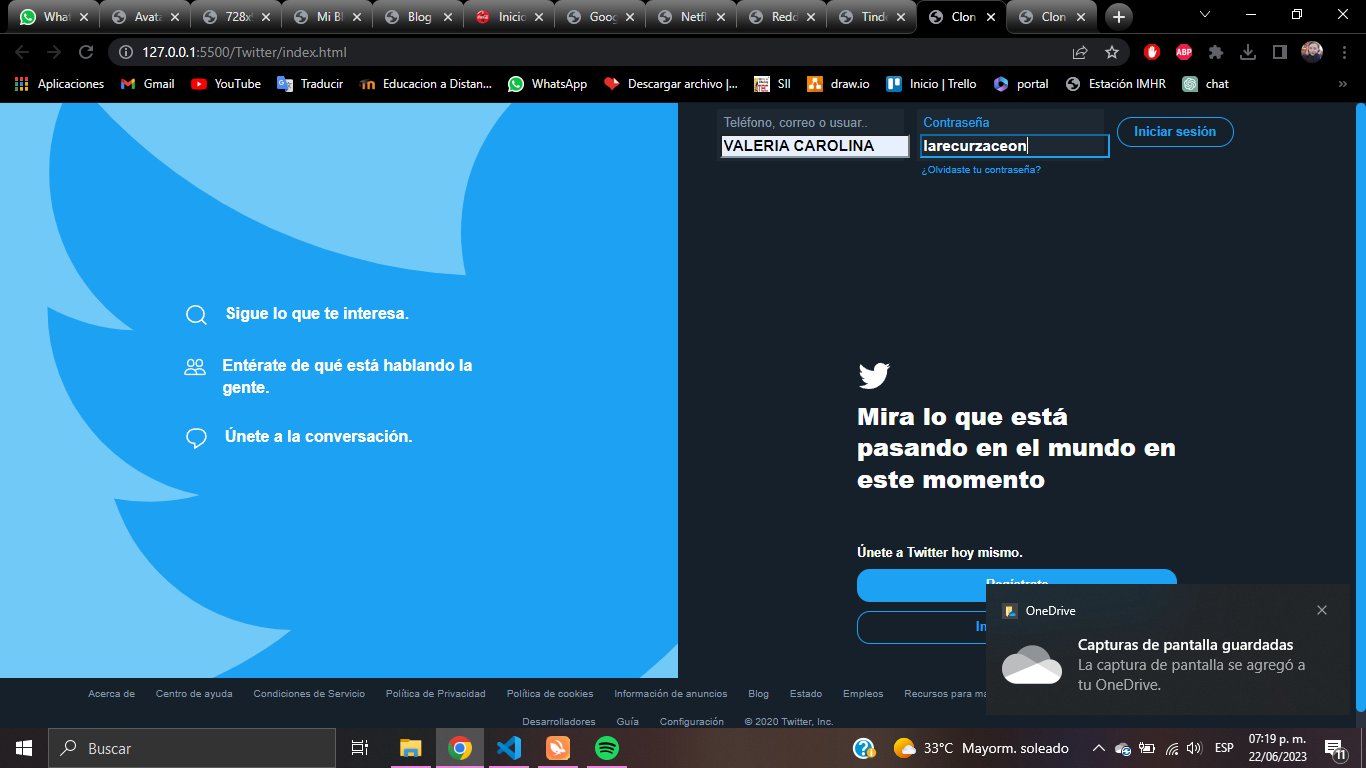 What
Avata
728x
Mi Bl
Blog
Inicio
Goog
Netfl
Redd
Tinde
Clon
Clon
127.0.0.1:5500/Twitter/index.html
ABP
Aplicaciones
Gmail
YouTube
Traducir
Educacion a Distan...
WhatsApp
Descargar archivo |...
SII
draw.io
Inicio | Trello
portal
Estación IMHR
chat
»
Teléfono, correo o usuar..
VALERIA CAROLINA
Contraseña
larecurzaceon
¿Olvidaste tu contraseña?
Iniciar sesión
Sigue lo que te interesa.
Entérate de qué está hablando la
gente.
Únete a la conversación.
Mira lo que está
pasando en el mundo en
este momento
Únete a Twitter hoy mismo.
Regístrate
In
OneDrive
Capturas de pantalla guardadas
La captura de pantalla se agregó a
tu OneDrive.
Acerca de
Centro de ayuda
Condiciones de Servicio
Política de Privacidad
Política de cookies
Información de anuncios
Blog
Estado
Empleos
Recursos para ma
Desarrolladores
Guía
Configuración
© 2020 Twitter, Inc.
Buscar
33°C Mayorm. soleado
ESP
07:19 p. m.
22/06/2023
11